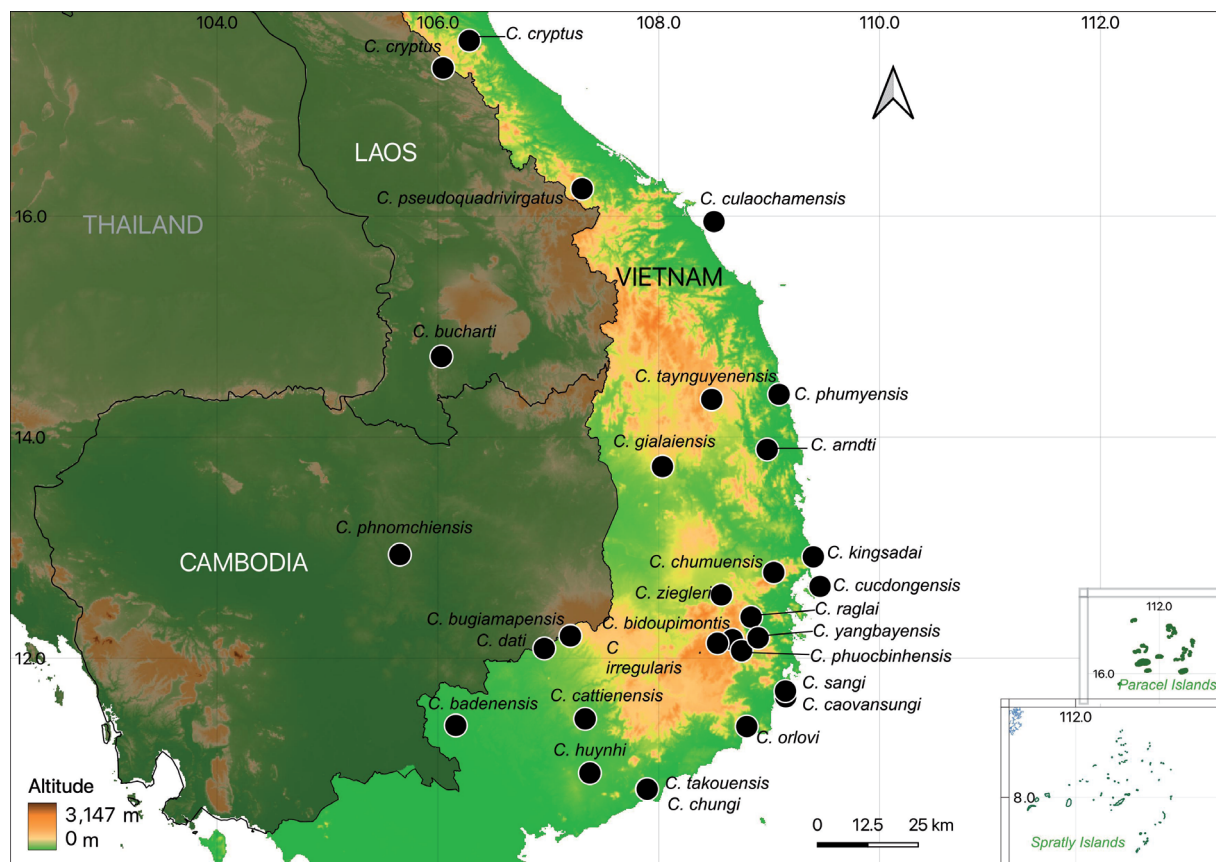 104.0
106.0
108.0
110.0
112.0
C. cryptus
C. cryptus
LAOS
C. pseudoquadrivirgatus
C. culaochamensis
16.0
THAILAND
VIETNAM
C. bucharti
C. taynguyenensis
C. phumyensis
14.0
C. gialaiensis
C. arndti
C. phnomchiensis
C. kingsadai
CAMBODIA
C. chumuensis
C. cucdongensis
C. ziegleri
C. raglai
C. bugiamapensis
C. bidoupimontis
C. yangbayensis
C. dati
C
irregularis
C. phuocbinhensis
12.0
C. sangi
C. cattienensis
C. caovansungi
C. badenensis
C. orlovi
C. huynhi
C. takouensis
C. chungi
Altitude
3,147 m
0 m
0
12.5
25 km
112.0
16.0
Paracel Islands
112.0
8.0
Spratly Islands